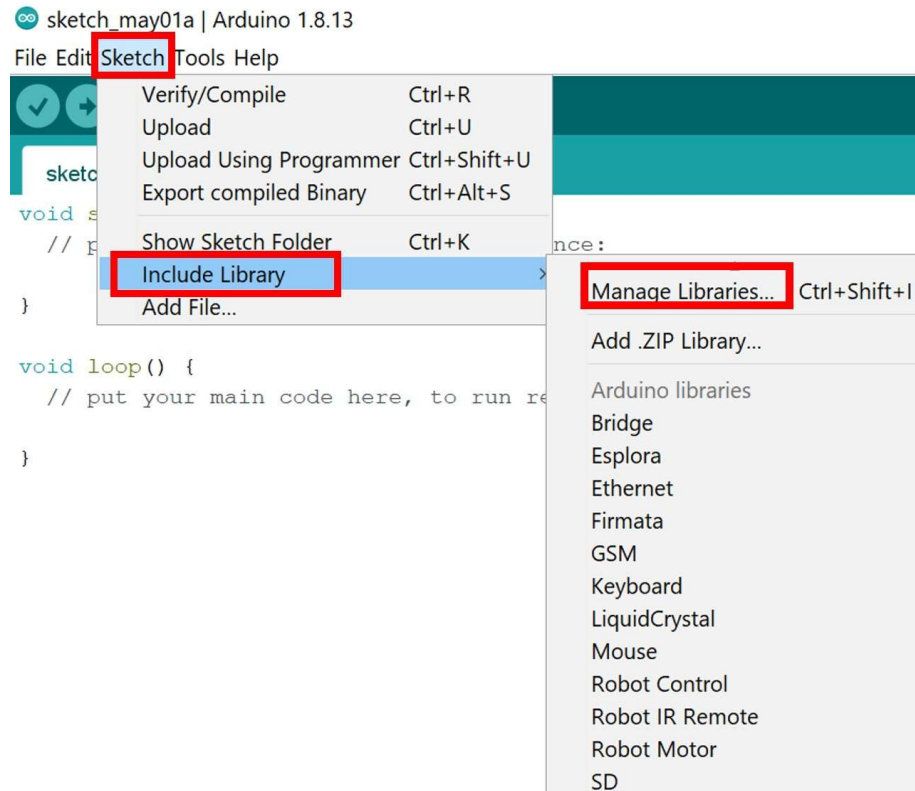 sketch_may01a | Arduino 1.8.13
File Edit Sketch Tools Help
Verify/Compile Ctrl+R
Upload Ctrl+U
Upload Using Programmer Ctrl+Shift+U
Export compiled Binary Ctrl+Alt+S
Show Sketch Folder Ctrl+K
Include Library >
Add File...
sketc
void s
// p nce:
}
void loop() {
// put your main code here, to run re
}
Manage Libraries... Ctrl+Shift+I
Add .ZIP Library...
Arduino libraries
Bridge
Esplora
Ethernet
Firmata
GSM
Keyboard
LiquidCrystal
Mouse
Robot Control
Robot IR Remote
Robot Motor
SD